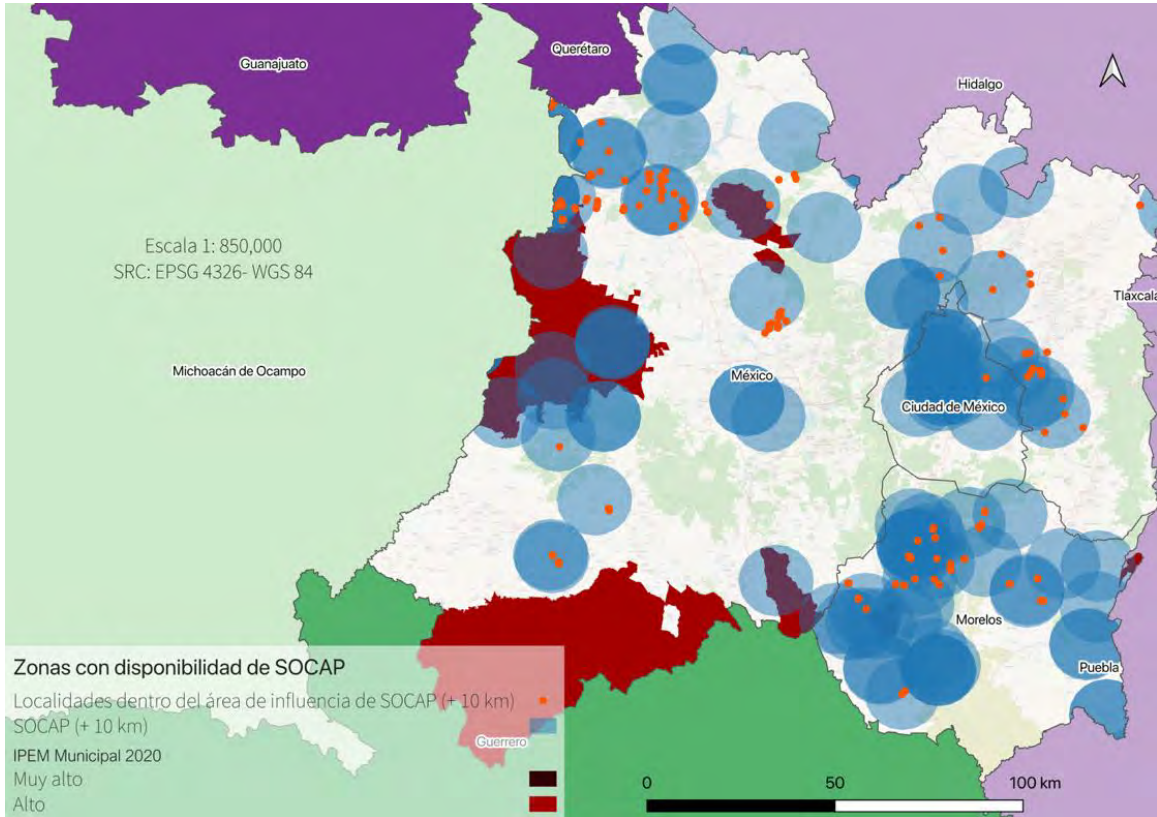 Guanajuato
Querétaro
Hidalgo
Escala 1: 850,000
SRC: EPSG 4326- WGS 84
Tlaxcala
Michoacán de Ocampo
México
Ciudad de México
Morelos
Puebla
Zonas con disponibilidad de SOCAP
Localidades dentro del área de influencia de SOCAP (+ 10 km)
SOCAP (+ 10 km)
Guerrero
IPEM Municipal 2020
Muy alto
Alto
0 50 100 km